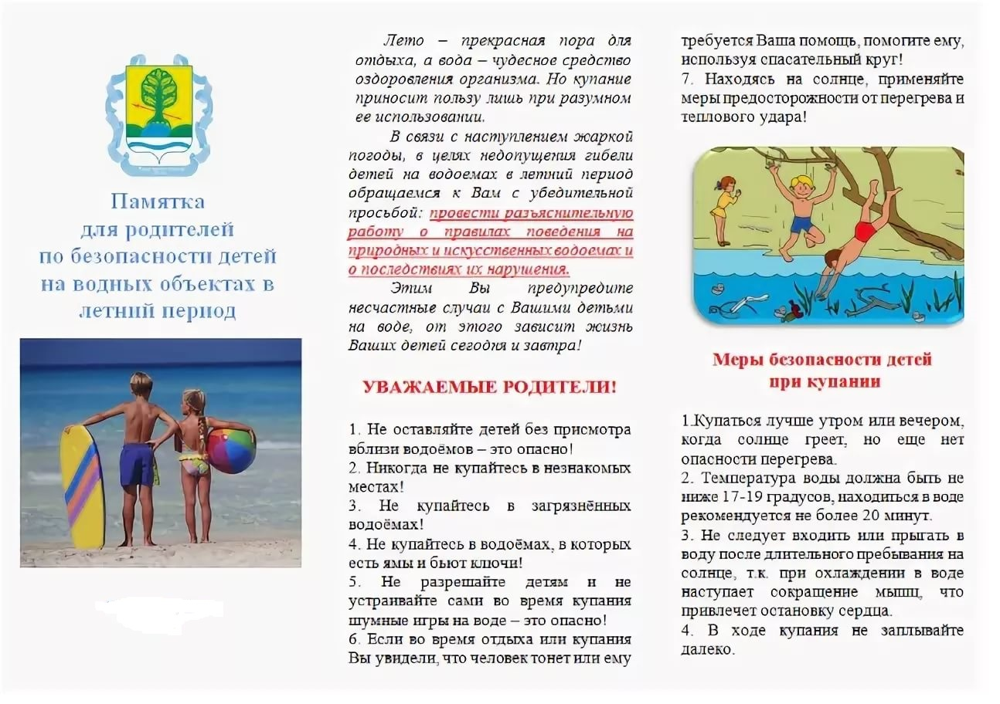 Памятка
для родителей
по безопасности детей
на водных объектах в
летний период
Лето – прекрасная пора для
отдыха, а вода – чудесное средство
оздоровления организма. Но купание
приносит пользу лишь при разумном
ее использовании.
В связи с наступлением жаркой
погоды, в целях недопущения гибели
детей на водоемах в летний период
обращаемся к Вам с убедительной
просьбой: провести разъяснительную
работу о правилах поведения на
природных и искусственных водоемах и
о последствиях их нарушения.
Этим Вы предупредите
несчастные случаи с Вашими детьми
на воде, от этого зависит жизнь
Ваших детей сегодня и завтра!
УВАЖАЕМЫЕ РОДИТЕЛИ!
1. Не оставляйте детей без присмотра
вблизи водоёмов – это опасно!
2. Никогда не купайтесь в незнакомых
местах!
3. Не купайтесь в загрязнённых
водоёмах!
4. Не купайтесь в водоёмах, в которых
есть ямы и бьют ключи!
5. Не разрешайте детям и не
устраивайте сами во время купания
шумные игры на воде – это опасно!
6. Если во время отдыха или купания
Вы увидели, что человек тонет или ему
требуется Ваша помощь, помогите ему,
используя спасательный круг!
7. Находясь на солнце, применяйте
меры предосторожности от перегрева и
теплового удара!
Меры безопасности детей
при купании
1.Купаться лучше утром или вечером,
когда солнце греет, но еще нет
опасности перегрева.
2. Температура воды должна быть не
ниже 17-19 градусов, находиться в воде
рекомендуется не более 20 минут.
3. Не следует входить или прыгать в
воду после длительного пребывания на
солнце, т.к. при охлаждении в воде
наступает сокращение мышц, что
привлечет остановку сердца.
4. В ходе купания не заплывайте
далеко.